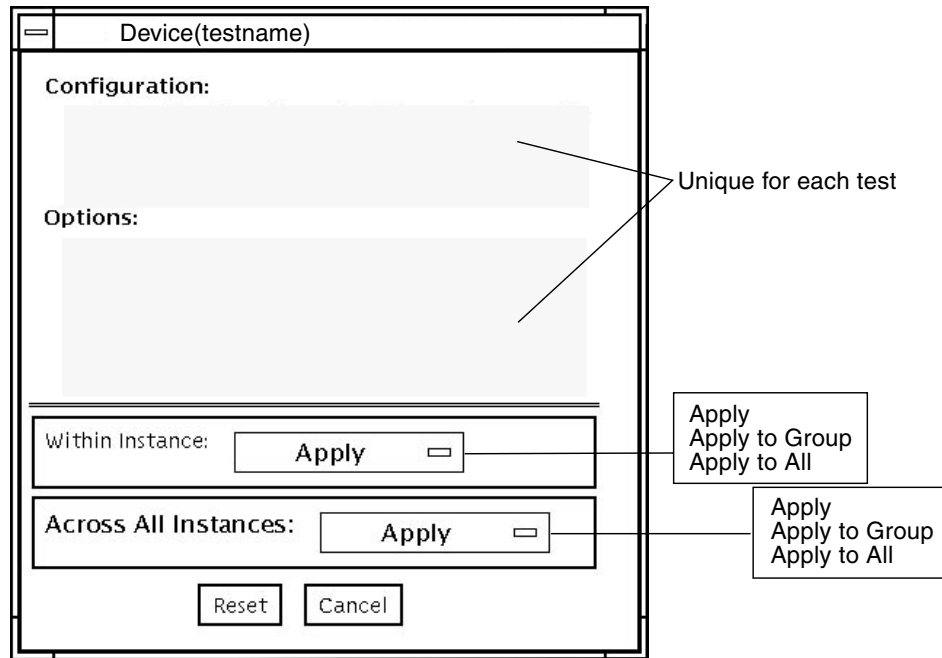 Device(testname)
Configuration:
Unique for each test
Options:
Within Instance:
Apply
Apply
Apply to Group
Apply to All
Across All Instances:
Apply
Apply
Apply to Group
Apply to All
Reset
Cancel